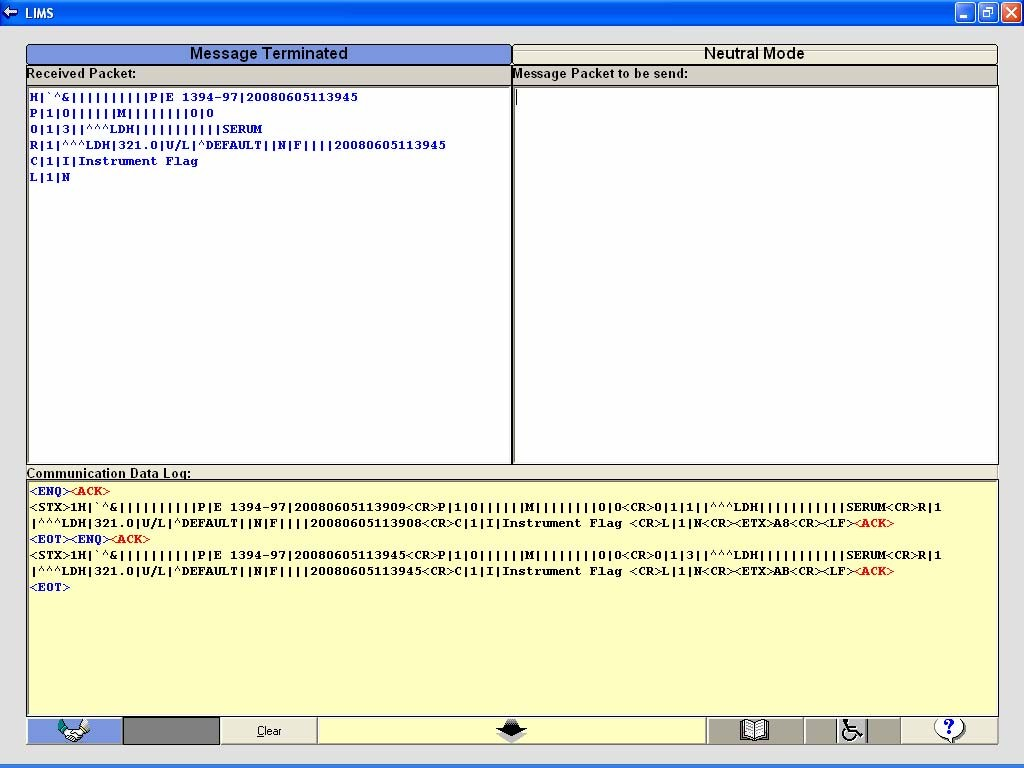 LIMS
Message Terminated
Neutral Mode
Received Packet:
Message Packet to be send:
H|`^&||||||||||P|E 1394-97|20080605113945
P|1|0||||||M||||||||0|0
O|1|3||^^^LDH|||||||||||SERUM
R|1|^^^LDH|321.0|U/L|^DEFAULT||N|F||||20080605113945
C|1|I|Instrument Flag
L|1|N
Communication Data Log:
<ENQ><ACK>
<STX>1H|`^&||||||||||P|E 1394-97|20080605113909<CR>P|1|0||||||M||||||||0|0<CR>O|1|1||^^^LDH|||||||||||SERUM<CR>R|1
|^^^LDH|321.0|U/L|^DEFAULT||N|F||||20080605113908<CR>C|1|I|Instrument Flag <CR>L|1|N<CR><ETX>A8<CR><LF><ACK>
<EOT><ENQ><ACK>
<STX>1H|`^&||||||||||P|E 1394-97|20080605113945<CR>P|1|0||||||M||||||||0|0<CR>O|1|3||^^^LDH|||||||||||SERUM<CR>R|1
|^^^LDH|321.0|U/L|^DEFAULT||N|F||||20080605113945<CR>C|1|I|Instrument Flag <CR>L|1|N<CR><ETX>AB<CR><LF><ACK>
<EOT>
Clear
?